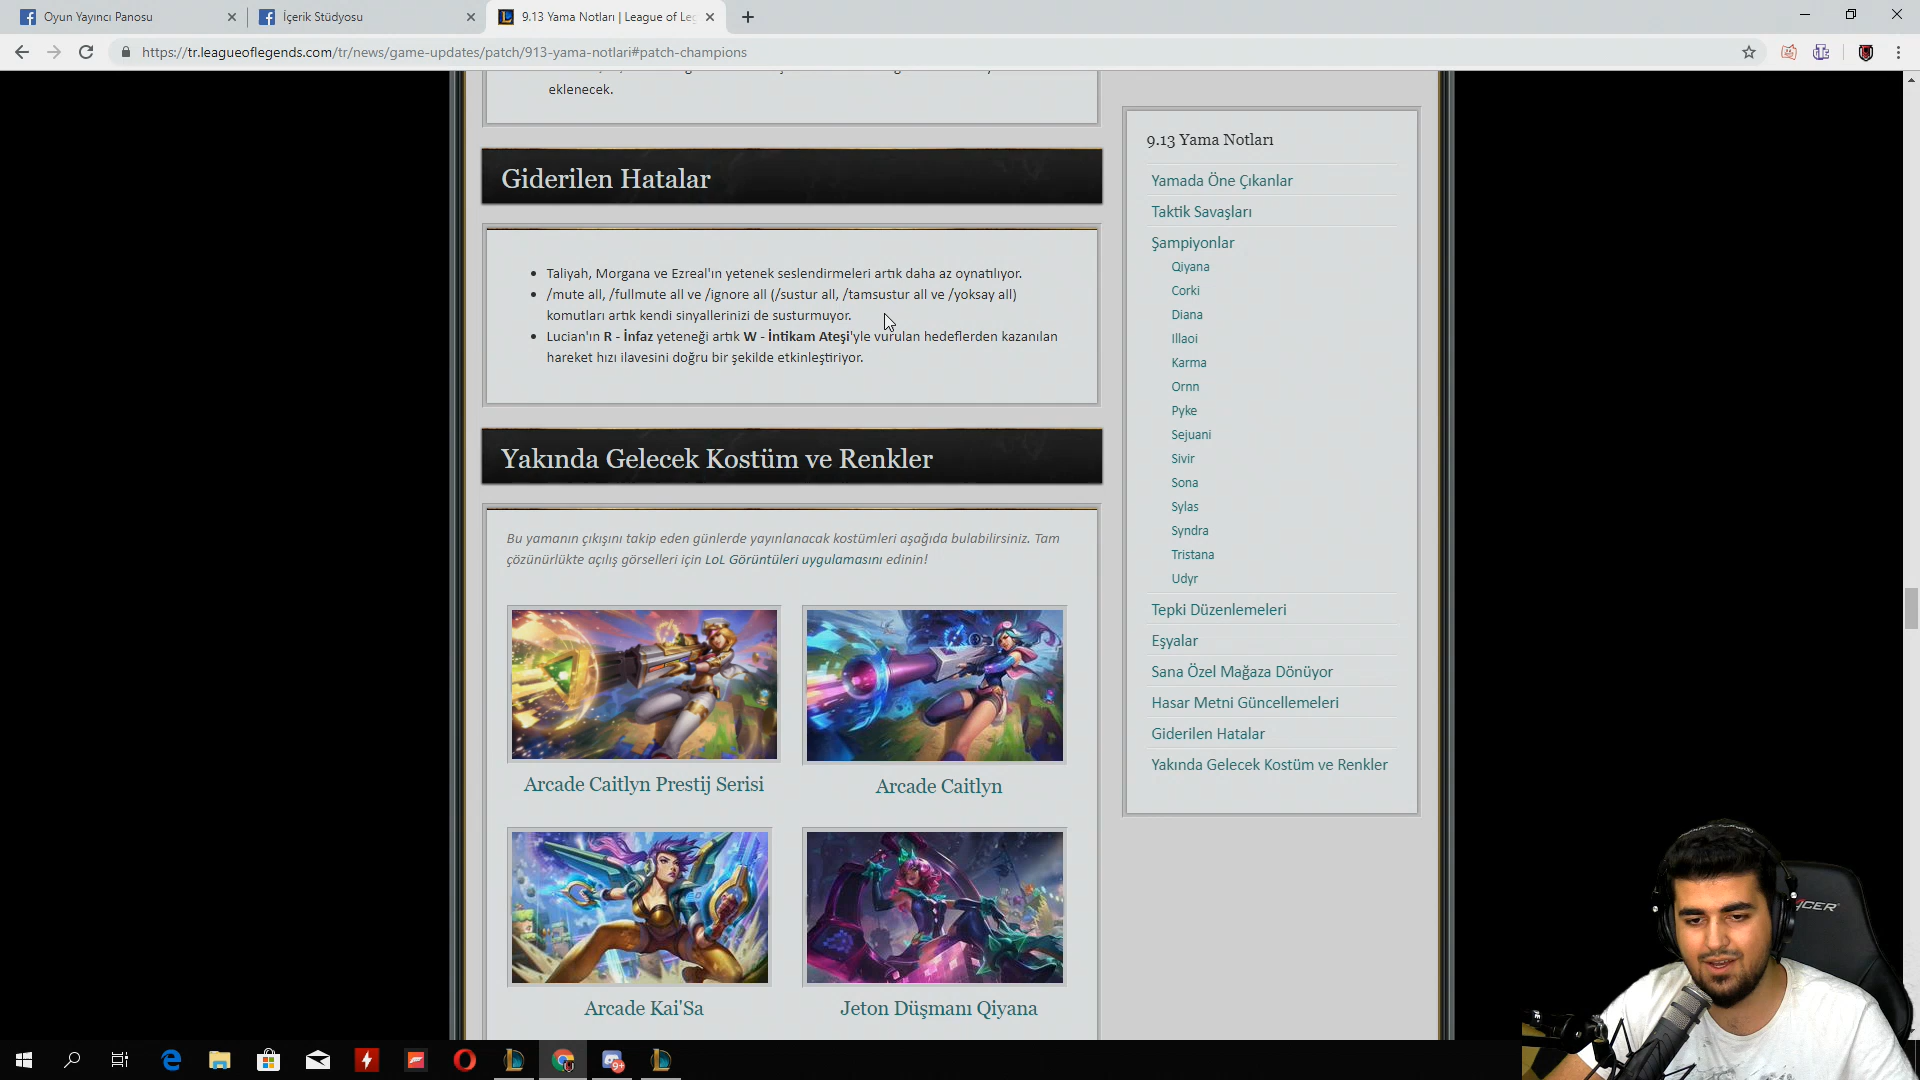 Oyun Yayıncı Panosu
İçerik Stüdyosu
9.13 Yama Notları | League of Leg
https://tr.leagueoflegends.com/tr/news/game-updates/patch/913-yama-notlari#patch-champions
eklenecek.
Giderilen Hatalar
Taliyah, Morgana ve Ezreal'ın yetenek seslendirmeleri artık daha az oynatılıyor.
/mute all, /fullmute all ve /ignore all (/sustur all, /tamsustur all ve /yoksay all)
komutları artık kendi sinyallerinizi de susturmuyor.
Lucian'ın R - İnfaz yeteneği artık W - İntikam Ateşi'yle vurulan hedeflerden kazanılan
hareket hızı ilavesini doğru bir şekilde etkinleştiriyor.
Yakında Gelecek Kostüm ve Renkler
Bu yamanın çıkışını takip eden günlerde yayınlanacak kostümleri aşağıda bulabilirsiniz. Tam
çözünürlükte açılış görselleri için LoL Görüntüleri uygulamasını edinin!
Arcade Caitlyn Prestij Serisi
Arcade Caitlyn
Arcade Kai'Sa
Jeton Düşmanı Qiyana
9.13 Yama Notları
Yamada Öne Çıkanlar
Taktik Savaşları
Şampiyonlar
Qiyana
Corki
Diana
Illaoi
Karma
Ornn
Pyke
Sejuani
Sivir
Sona
Sylas
Syndra
Tristana
Udyr
Tepki Düzenlemeleri
Eşyalar
Sana Özel Mağaza Dönüyor
Hasar Metni Güncellemeleri
Giderilen Hatalar
Yakında Gelecek Kostüm ve Renkler
9+